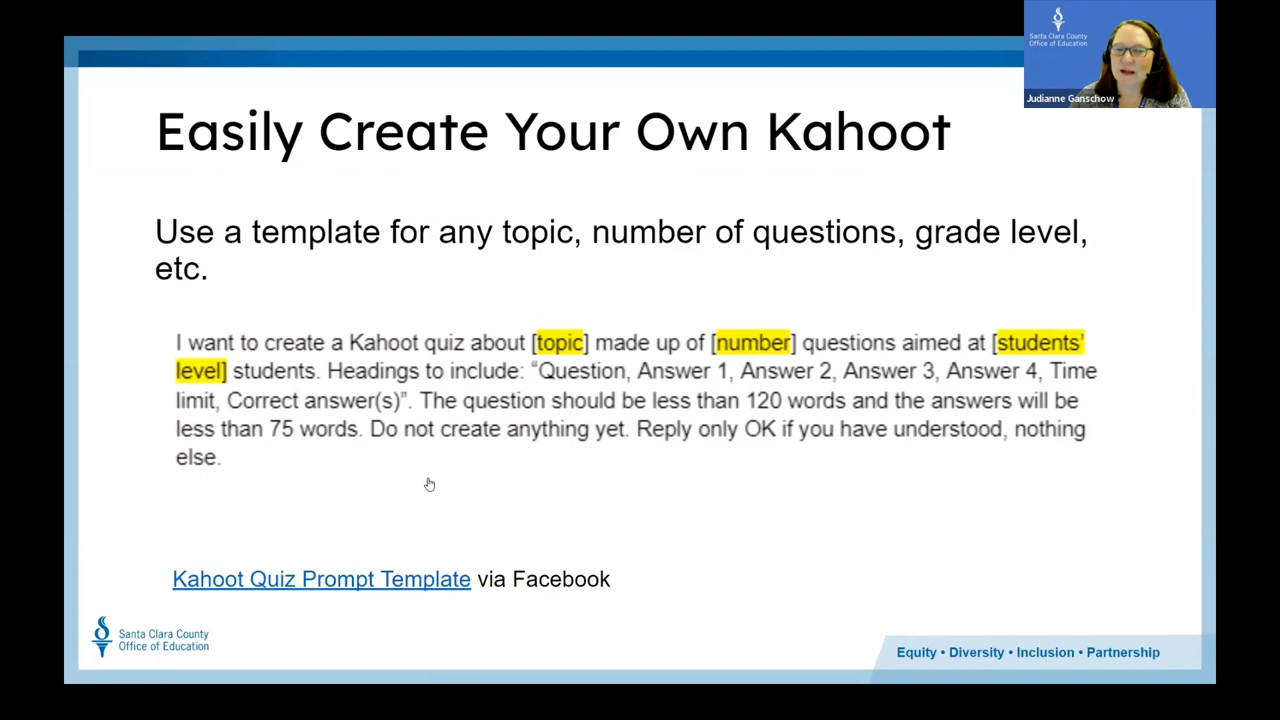 Santa Clara County
Office of Education
Judianne Ganschow
Easily Create Your Own Kahoot
Use a template for any topic, number of questions, grade level,
etc.
I want to create a Kahoot quiz about [topic] made up of [number] questions aimed at [students'
level] students. Headings to include: “Question, Answer 1, Answer 2, Answer 3, Answer 4, Time
limit, Correct answer(s)”. The question should be less than 120 words and the answers will be
less than 75 words. Do not create anything yet. Reply only OK if you have understood, nothing
else.
Kahoot Quiz Prompt Template via Facebook
Santa Clara County
Office of Education
Equity • Diversity • Inclusion • Partnership